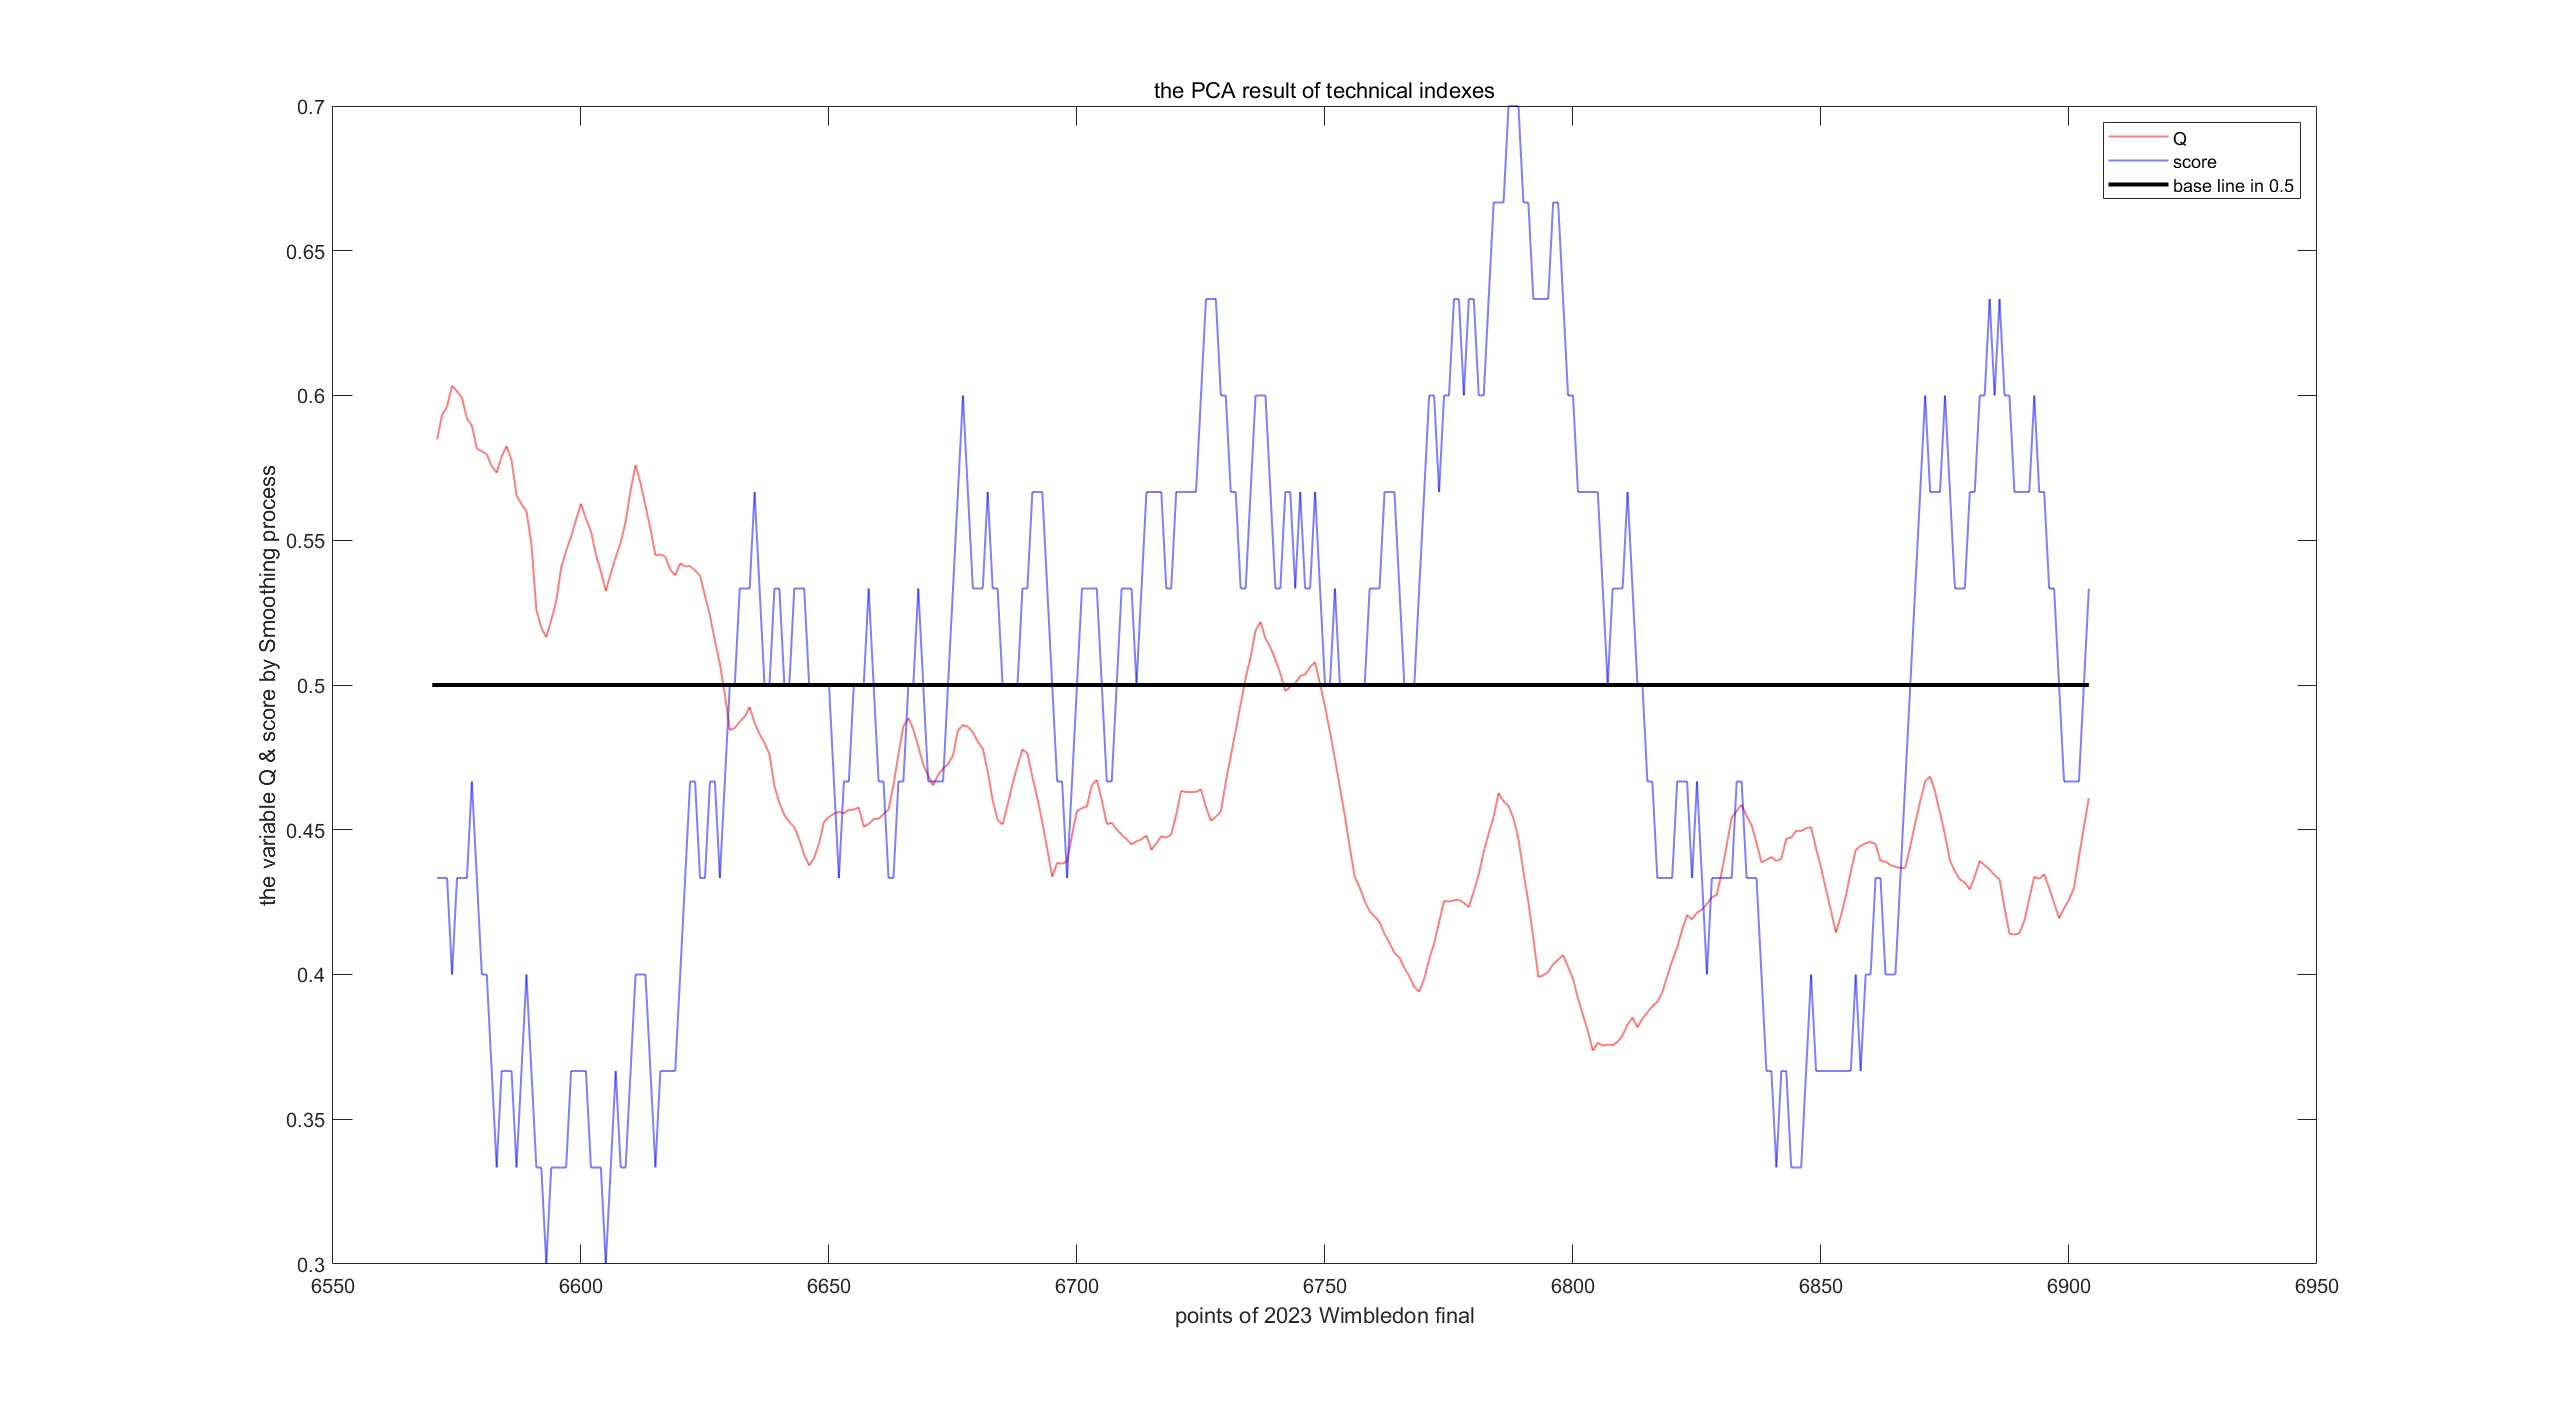 the PCA result of technical indexes
0.7
0.65
0.6
0.55
0.5
0.45
0.4
0.35
0.3
the variable Q & score by Smoothing process
Q
score
base line in 0.5
6550 6600 6650 6700 6750 6800 6850 6900 6950
points of 2023 Wimbledon final